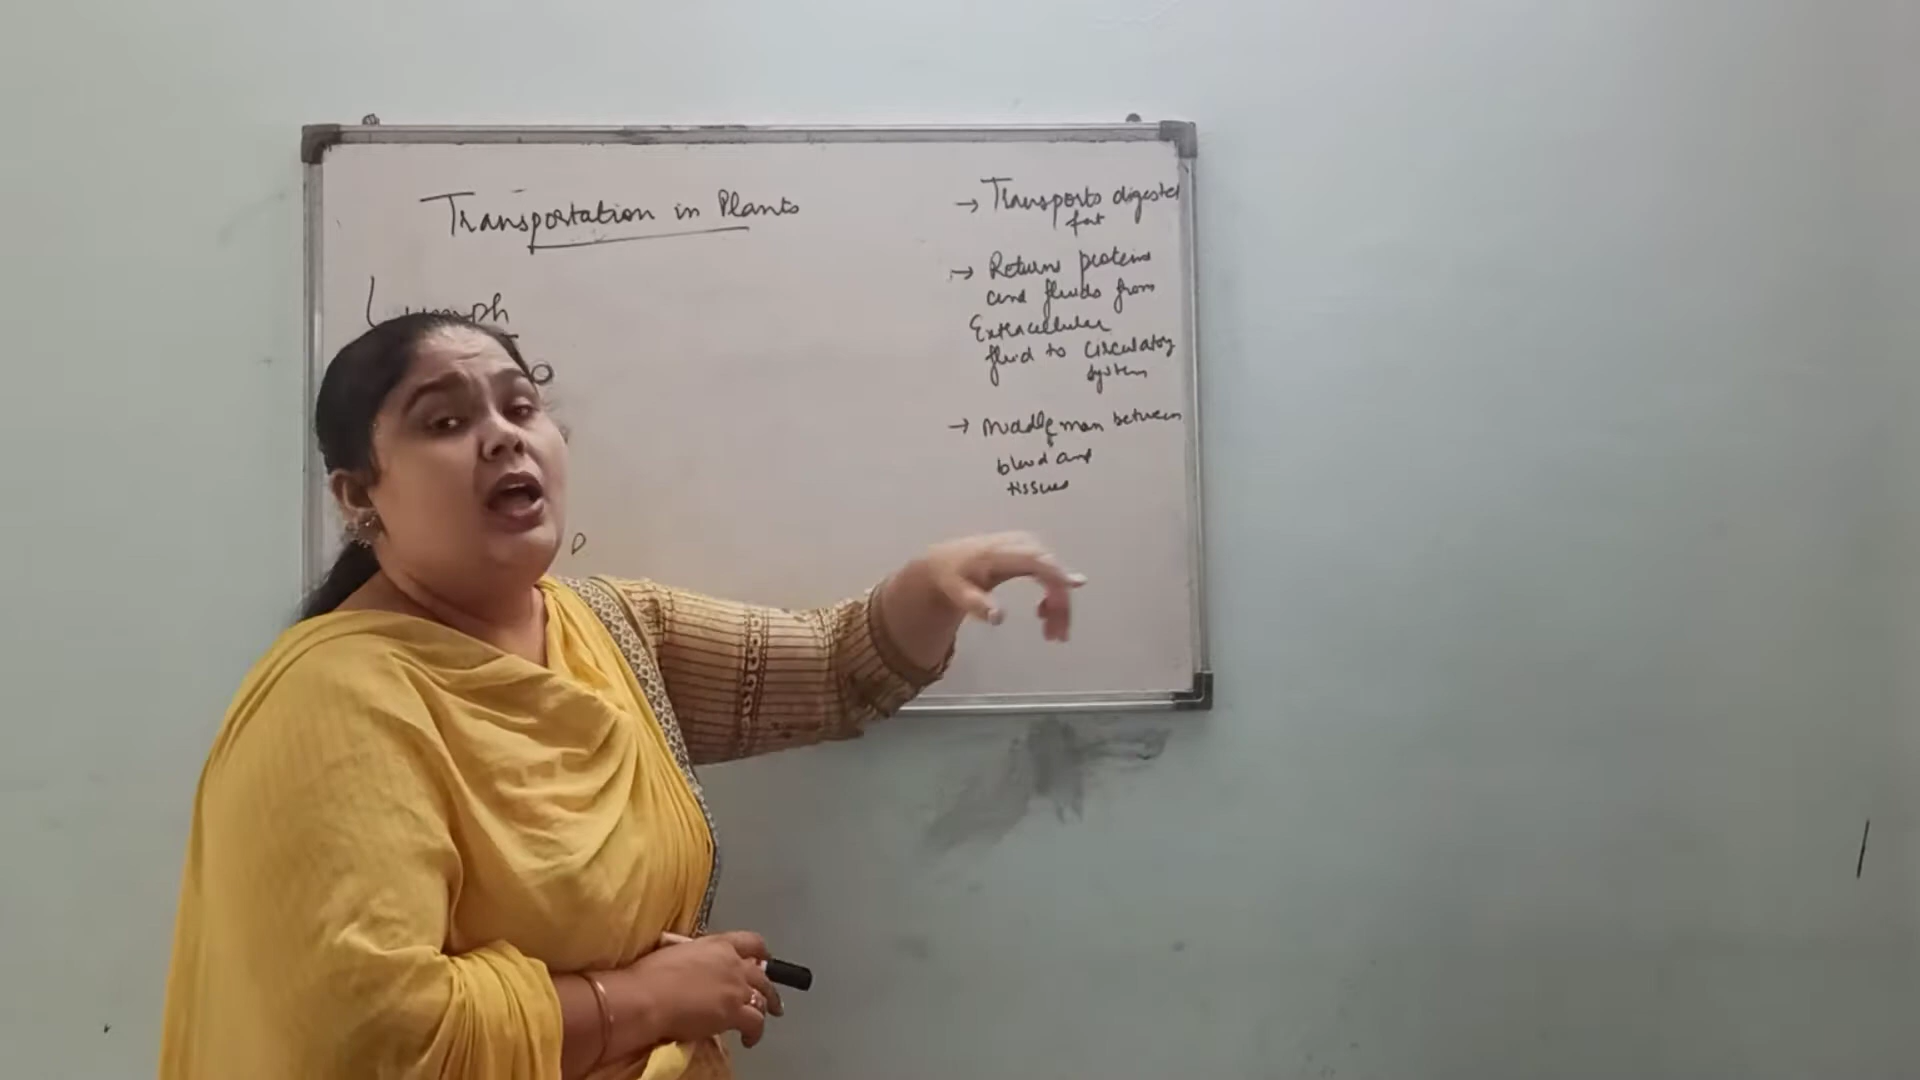 Transportation in Plants
Lymph
→ Transports digested
fat
→ Returns proteins
and fluids from
Extracellular
fluid to circulatory
system
→ Middle man between
blood and
tissues